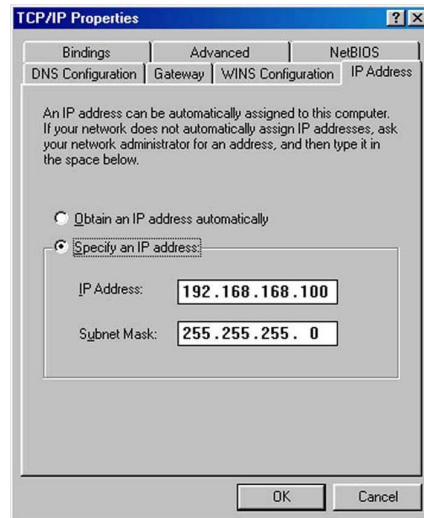 TCP/IP Properties ? x
Bindings Advanced NetBIOS
DNS Configuration Gateway WINS Configuration IP Address
An IP address can be automatically assigned to this computer.
If your network does not automatically assign IP addresses, ask
your network administrator for an address, and then type it in
the space below.
Obtain an IP address automatically
Specify an IP address:
IP Address: 192.168.168.100
Subnet Mask: 255.255.255. 0
OK Cancel